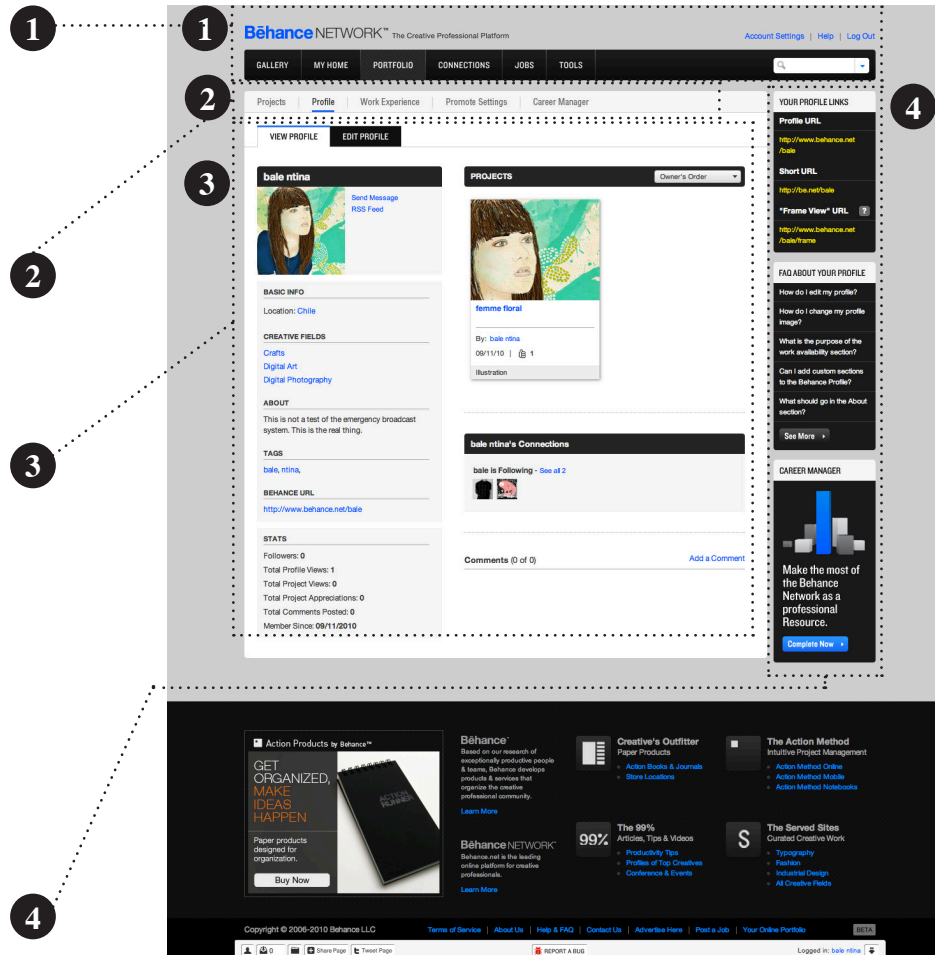 1
1
Bēhance NETWORK™ The Creative Professional Platform
Account Settings | Help | Log Out
GALLERY MY HOME PORTFOLIO CONNECTIONS JOBS TOOLS
2
Projects Profile Work Experience Promote Settings Career Manager
VIEW PROFILE EDIT PROFILE
3
bale ntina
Send Message
RSS Feed
BASIC INFO
Location: Chile
CREATIVE FIELDS
Crafts
Digital Art
Digital Photography
ABOUT
This is not a test of the emergency broadcast
system. This is the real thing.
TAGS
bale, ntina,
BEHANCE URL
http://www.behance.net/bale
STATS
Followers: 0
Total Profile Views: 1
Total Project Views: 0
Total Project Appreciations: 0
Total Comments Posted: 0
Member Since: 09/11/2010
PROJECTS
Owner's Order
femme floral
By: bale ntina
09/11/10 | 1
Illustration
bale ntina's Connections
bale is Following - See all 2
Comments (0 of 0)
Add a Comment
4
YOUR PROFILE LINKS
Profile URL
http://www.behance.net
/bale
Short URL
http://be.net/bale
"Frame View" URL ?
http://www.behance.net
/bale/frame
FAQ ABOUT YOUR PROFILE
How do I edit my profile?
How do I change my profile
image?
What is the purpose of the
work availability section?
Can I add custom sections
to the Behance Profile?
What should go in the About
section?
See More
CAREER MANAGER
Make the most of
the Behance
Network as a
professional
Resource.
Complete Now
2
3
4
Action Products by Behance™
GET
ORGANIZED,
MAKE
IDEAS
HAPPEN
Paper products
designed for
organization.
Buy Now
ACTION
RUNNER
Bēhance™
Based on our research of
exceptionally productive people
& teams, Behance develops
products & services that
organize the creative
professional community.
Learn More
Bēhance NETWORK™
Behance.net is the leading
online platform for creative
professionals.
Learn More
Creative's Outfitter
Paper Products
Action Books & Journals
Store Locations
99%
The 99%
Articles, Tips & Videos
Productivity Tips
Profiles of Top Creatives
Conference & Events
The Action Method
Intuitive Project Management
Action Method Online
Action Method Mobile
Action Method Notebooks
S
The Served Sites
Curated Creative Work
Typography
Fashion
Industrial Design
All Creative Fields
Copyright © 2006-2010 Behance LLC
Terms of Service | About Us | Help & FAQ | Contact Us | Advertise Here | Post a Job | Your Online Portfolio
BETA
0 Share Page t Tweet Page
REPORT A BUG
Logged in: bale ntina